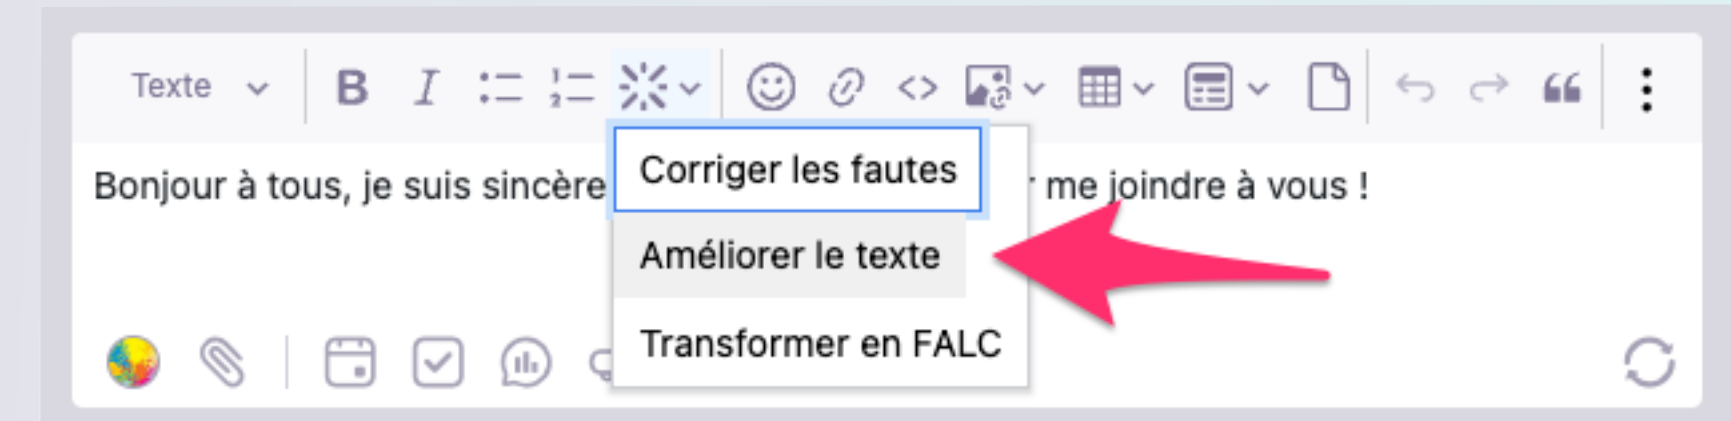 Texte
Corriger les fautes
Bonjour à tous, je suis sincère me joindre à vous !
Améliorer le texte
Transformer en FALC